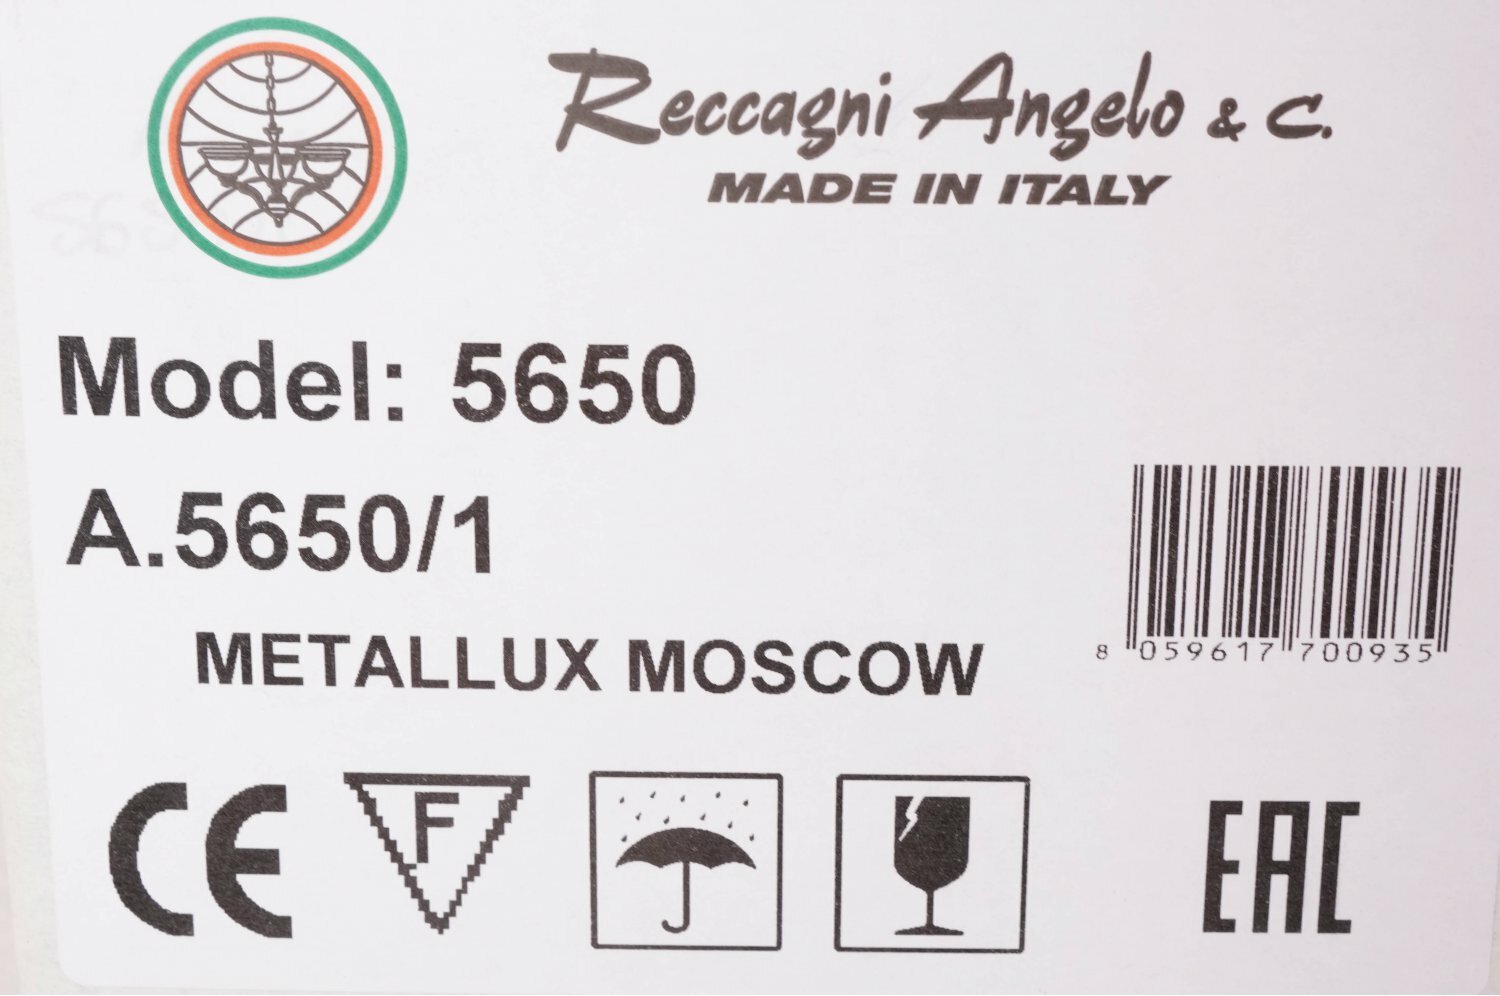 Reccagni Angelo & C.
MADE IN ITALY
Model: 5650
A.5650/1
METALLUX MOSCOW
8 059617 700935
CE
F
EAC